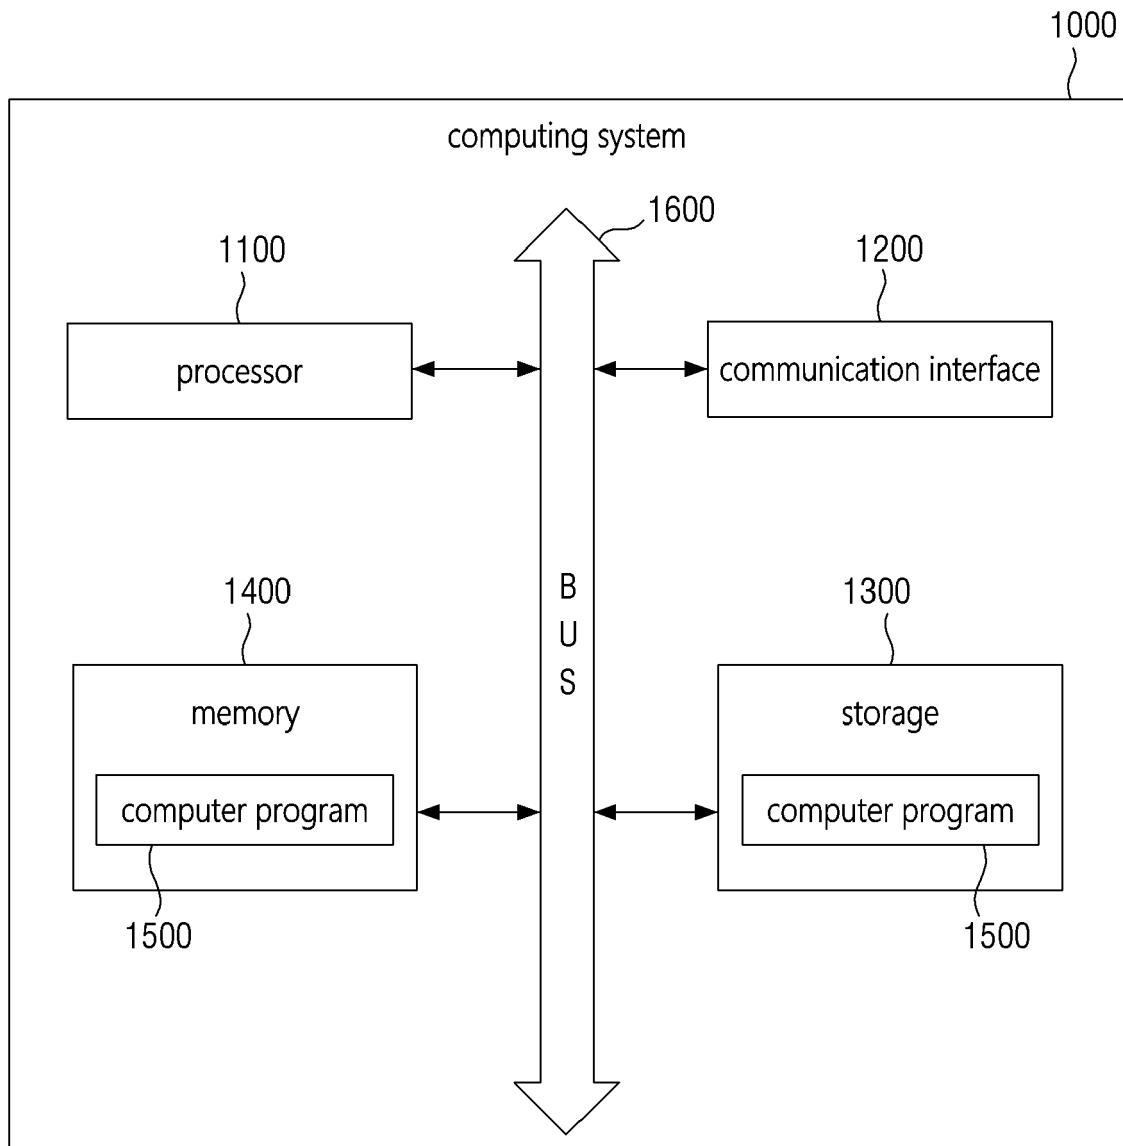 1000
computing system
1600
1100
1200
processor
communication interface
BUS
1400
1300
memory
storage
computer program
computer program
1500
1500